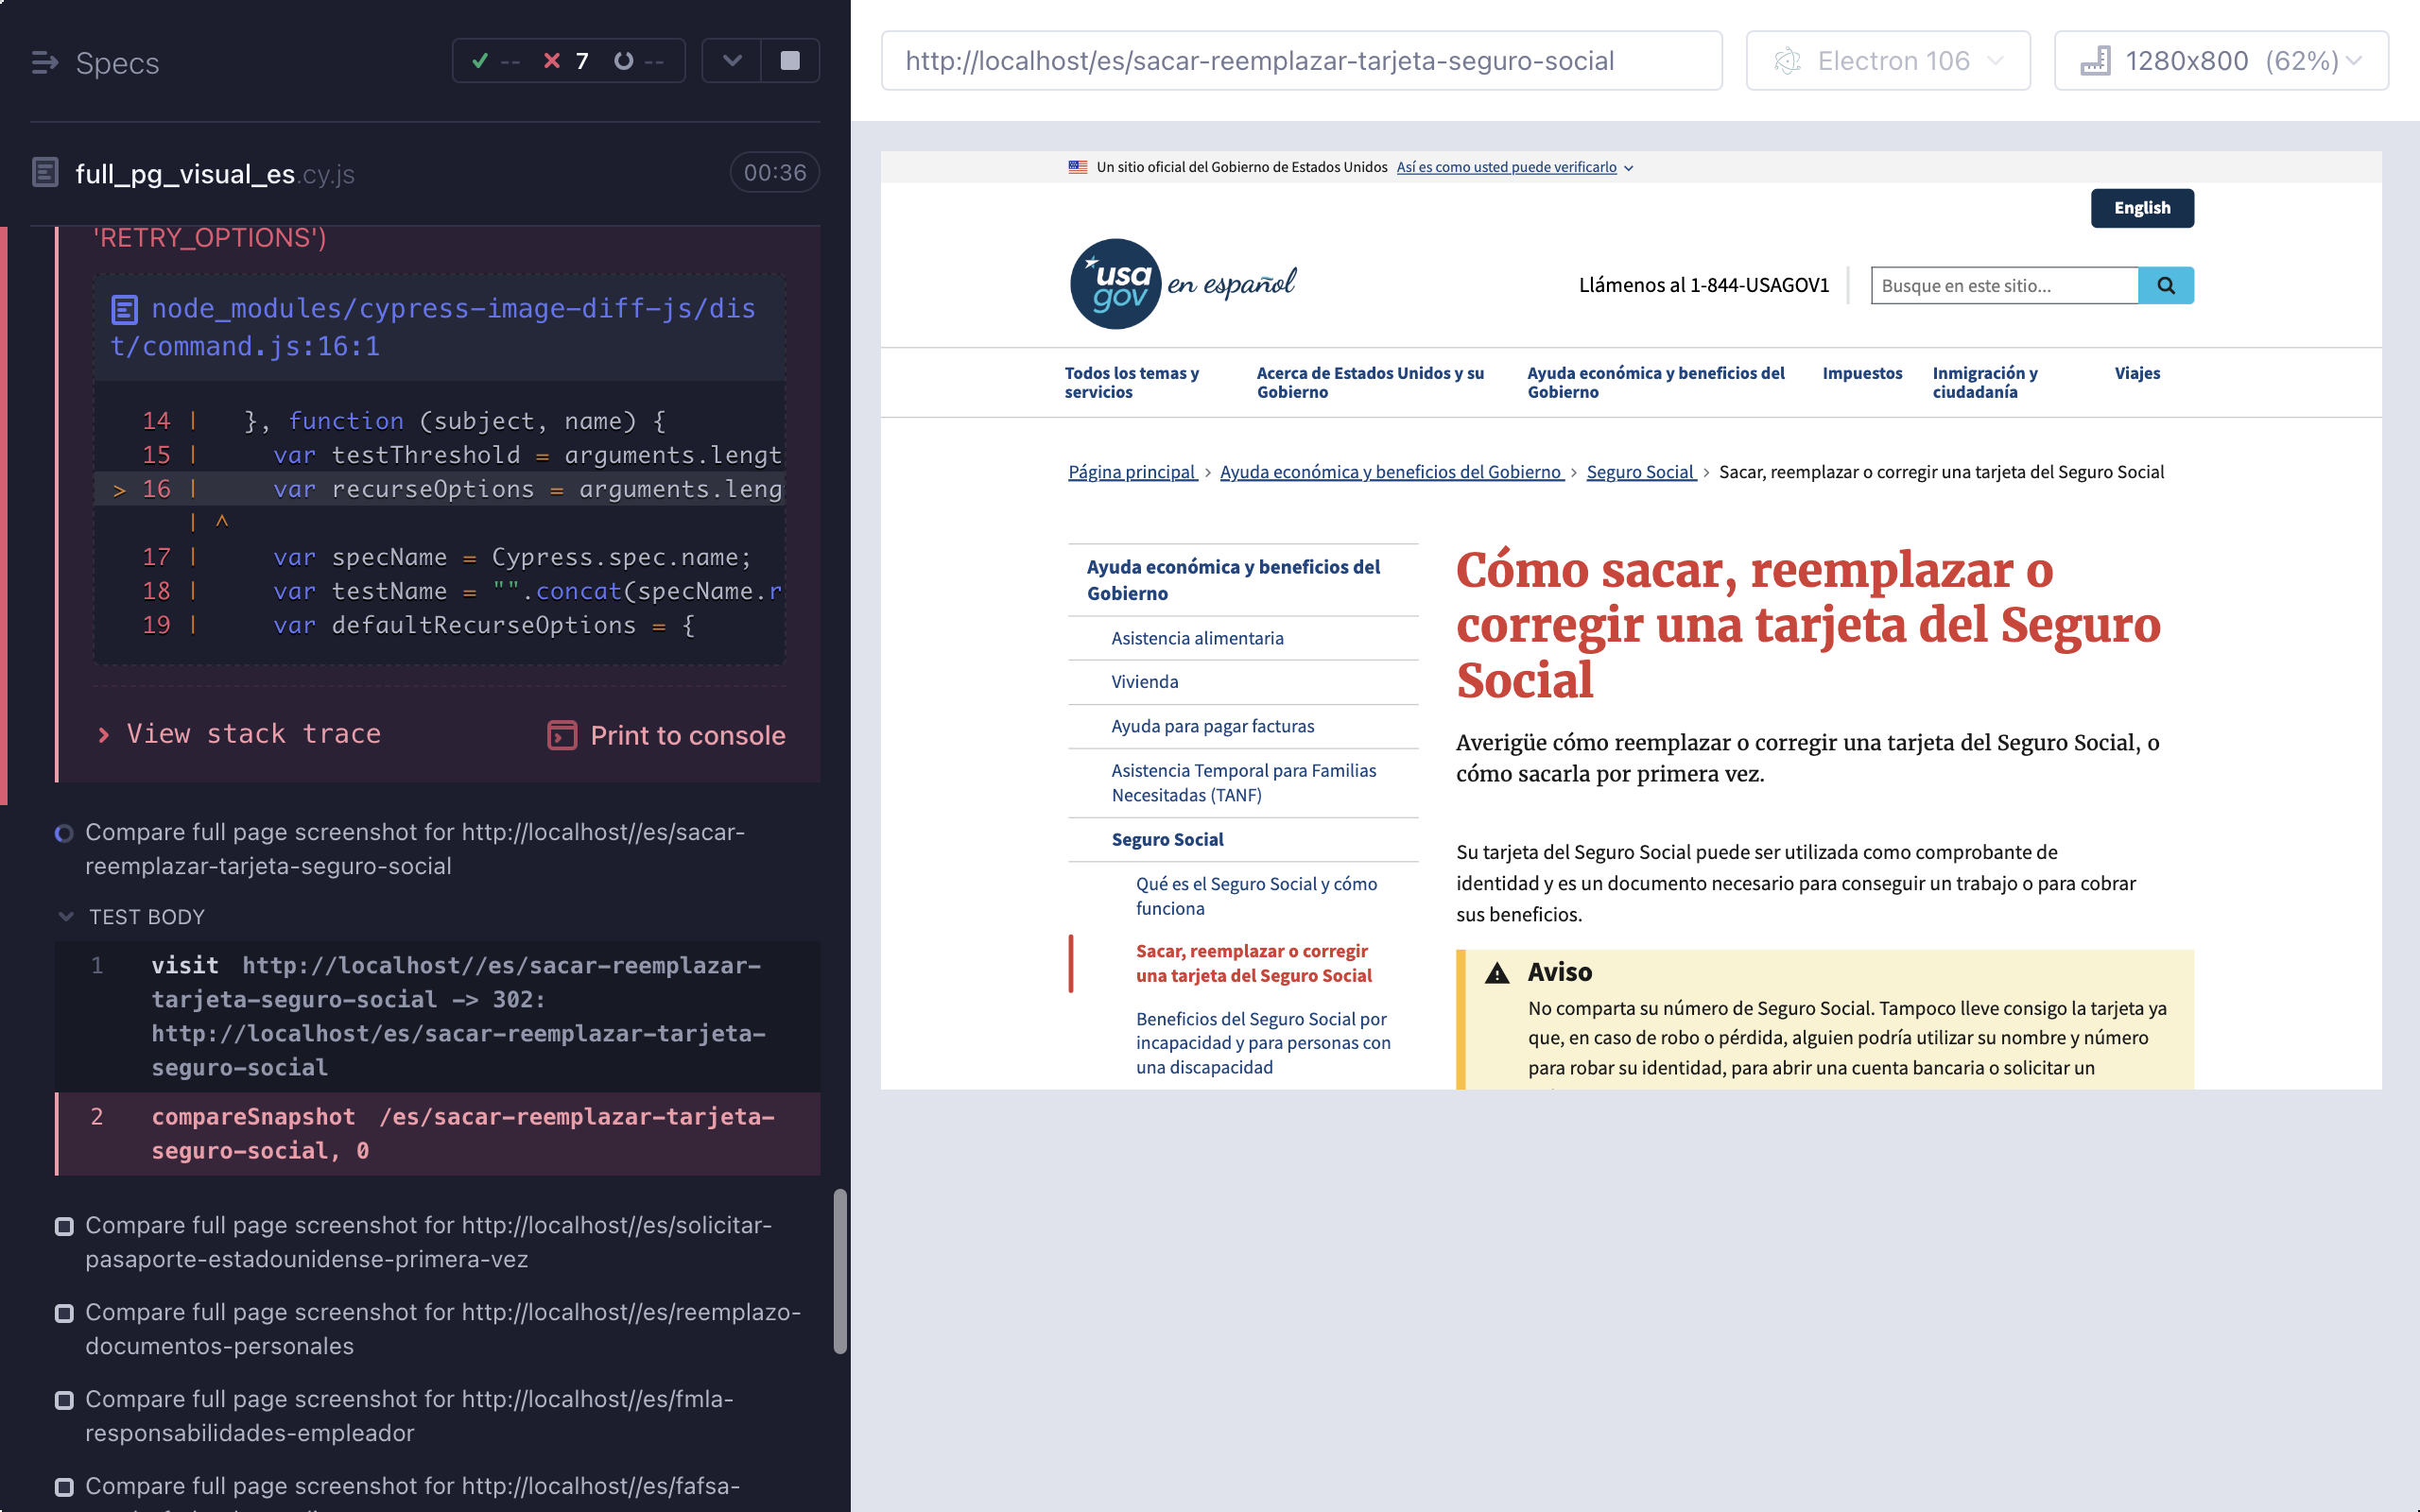 Specs
-- 7 --
full_pg_visual_es.cy.js
00:36
'RETRY_OPTIONS')
node_modules/cypress-image-diff-js/dis
t/command.js:16:1
14 | }, function (subject, name) {
15 | var testThreshold = arguments.lengt
> 16 | var recurseOptions = arguments.leng
| ^
17 | var specName = Cypress.spec.name;
18 | var testName = "".concat(specName.r
19 | var defaultRecurseOptions = {
> View stack trace
Print to console
Compare full page screenshot for http://localhost//es/sacar-
reemplazar-tarjeta-seguro-social
TEST BODY
1 visit http://localhost//es/sacar-reemplazar-
tarjeta-seguro-social -> 302:
http://localhost/es/sacar-reemplazar-tarjeta-
seguro-social
2 compareSnapshot /es/sacar-reemplazar-tarjeta-
seguro-social, 0
Compare full page screenshot for http://localhost//es/solicitar-
pasaporte-estadounidense-primera-vez
Compare full page screenshot for http://localhost//es/reemplazo-
documentos-personales
Compare full page screenshot for http://localhost//es/fmla-
responsabilidades-empleador
Compare full page screenshot for http://localhost//es/fafsa-
http://localhost/es/sacar-reemplazar-tarjeta-seguro-social
Electron 106
1280x800 (62%)
Un sitio oficial del Gobierno de Estados Unidos Así es como usted puede verificarlo
English
usa
gov
en español
Llámenos al 1-844-USAGOV1
Busque en este sitio...
Todos los temas y
servicios
Acerca de Estados Unidos y su
Gobierno
Ayuda económica y beneficios del
Gobierno
Impuestos
Inmigración y
ciudadanía
Viajes
Página principal > Ayuda económica y beneficios del Gobierno > Seguro Social > Sacar, reemplazar o corregir una tarjeta del Seguro Social
Ayuda económica y beneficios del
Gobierno
Asistencia alimentaria
Vivienda
Ayuda para pagar facturas
Asistencia Temporal para Familias
Necesitadas (TANF)
Seguro Social
Qué es el Seguro Social y cómo
funciona
Sacar, reemplazar o corregir
una tarjeta del Seguro Social
Beneficios del Seguro Social por
incapacidad y para personas con
una discapacidad
Cómo sacar, reemplazar o
corregir una tarjeta del Seguro
Social
Averigüe cómo reemplazar o corregir una tarjeta del Seguro Social, o
cómo sacarla por primera vez.
Su tarjeta del Seguro Social puede ser utilizada como comprobante de
identidad y es un documento necesario para conseguir un trabajo o para cobrar
sus beneficios.
Aviso
No comparta su número de Seguro Social. Tampoco lleve consigo la tarjeta ya
que, en caso de robo o pérdida, alguien podría utilizar su nombre y número
para robar su identidad, para abrir una cuenta bancaria o solicitar un